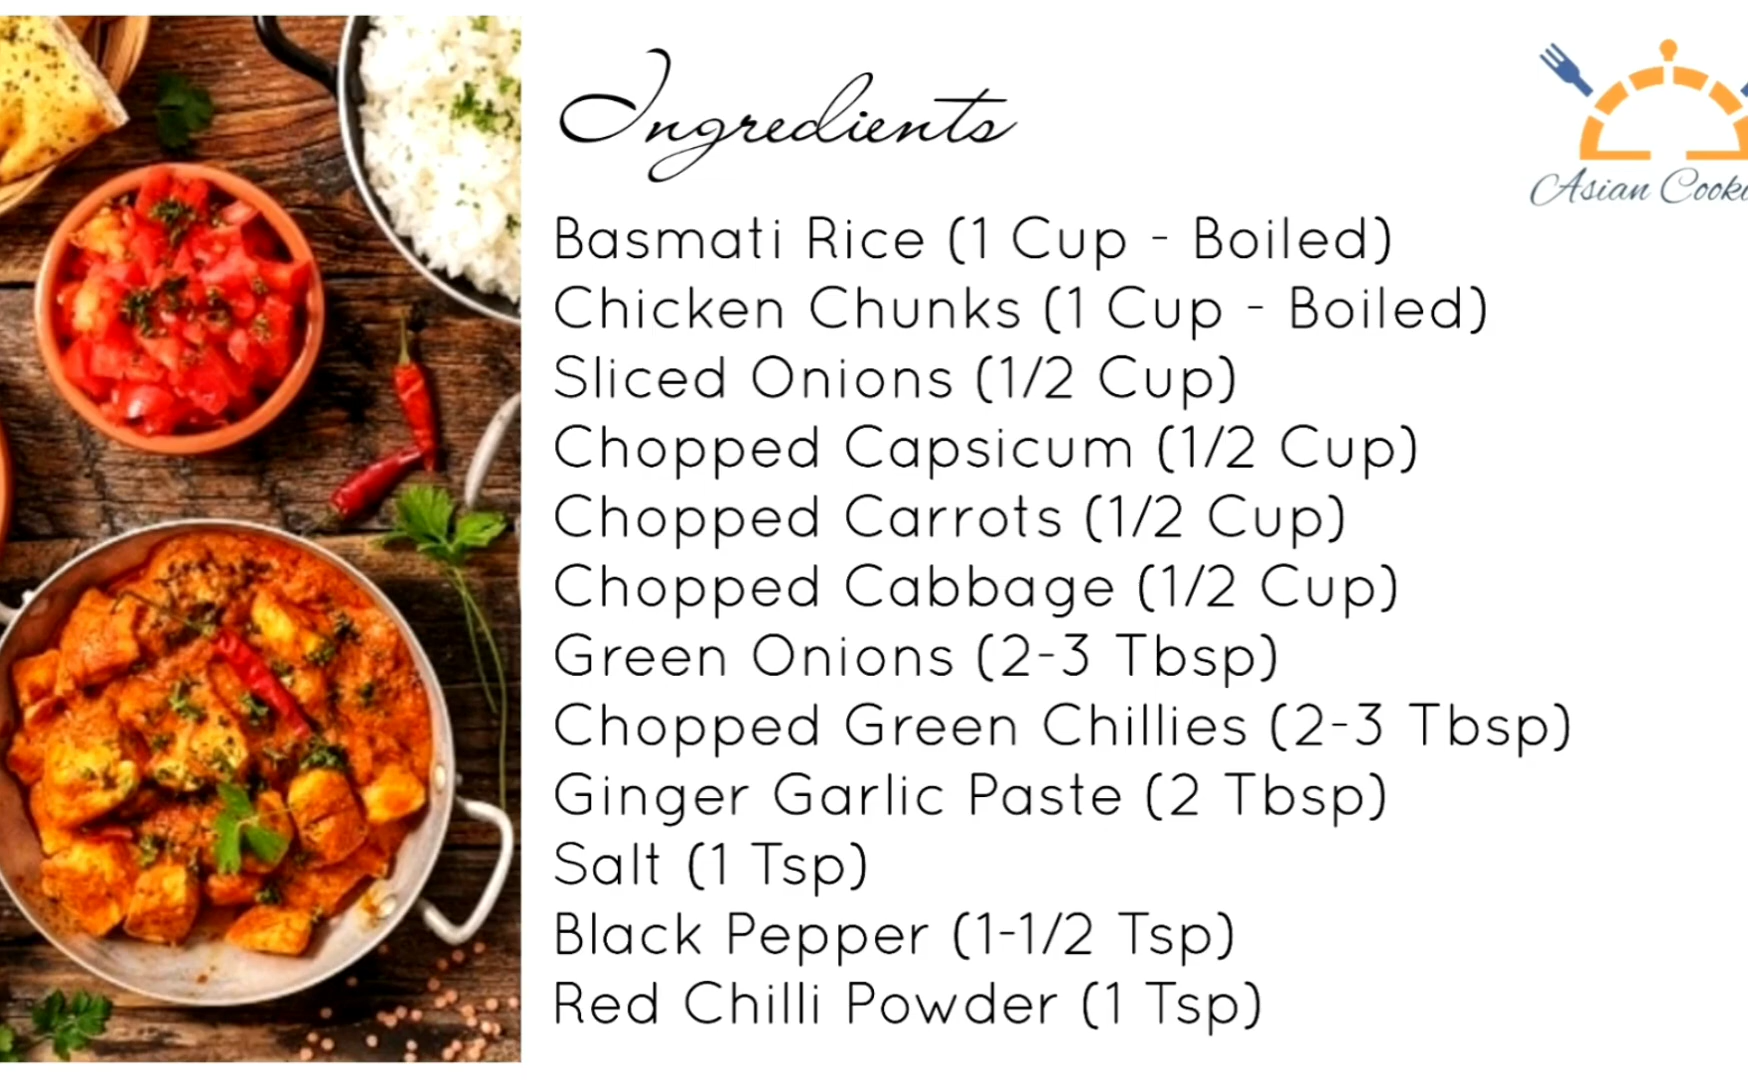 Ingredients
Asian Cooki
Basmati Rice (1 Cup - Boiled)
Chicken Chunks (1 Cup - Boiled)
Sliced Onions (1/2 Cup)
Chopped Capsicum (1/2 Cup)
Chopped Carrots (1/2 Cup)
Chopped Cabbage (1/2 Cup)
Green Onions (2-3 Tbsp)
Chopped Green Chillies (2-3 Tbsp)
Ginger Garlic Paste (2 Tbsp)
Salt (1 Tsp)
Black Pepper (1-1/2 Tsp)
Red Chilli Powder (1 Tsp)